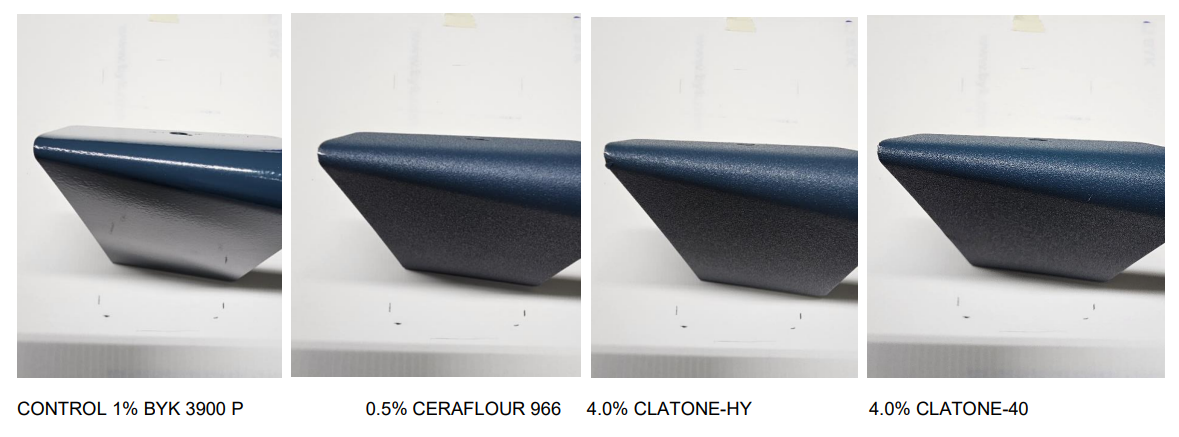 CONTROL 1% BYK 3900 P
0.5% CERAFLOUR 966
4.0% CLATONE-HY
4.0% CLATONE-40